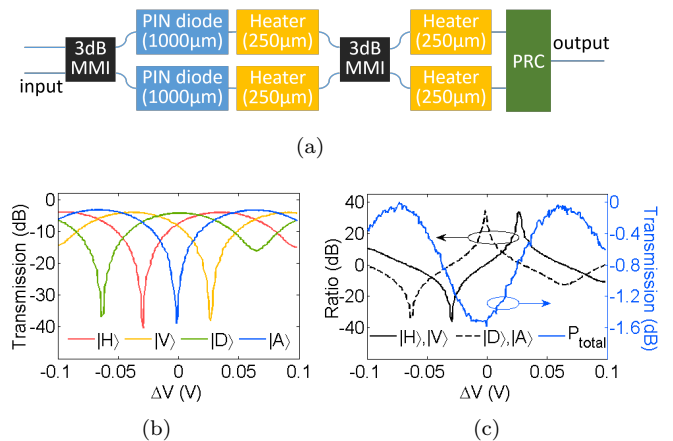 PIN diode
(1000μm)
Heater
(250μm)
Heater
(250μm)
3dB
MMI
3dB
MMI
PRC
output
input
PIN diode
(1000μm)
Heater
(250μm)
Heater
(250μm)
(a)
Transmission (dB)
0
-10
-20
-30
-40
|H⟩ |V⟩ |D⟩ |A⟩
-0.1 -0.05 0 0.05 0.1
ΔV (V)
(b)
Ratio (dB)
40
20
0
-20
-40
0
-0.4
-0.8
-1.2
-1.6
Transmission (dB)
|H⟩,|V⟩ |D⟩,|A⟩ P_total
-0.1 -0.05 0 0.05 0.1
ΔV (V)
(c)